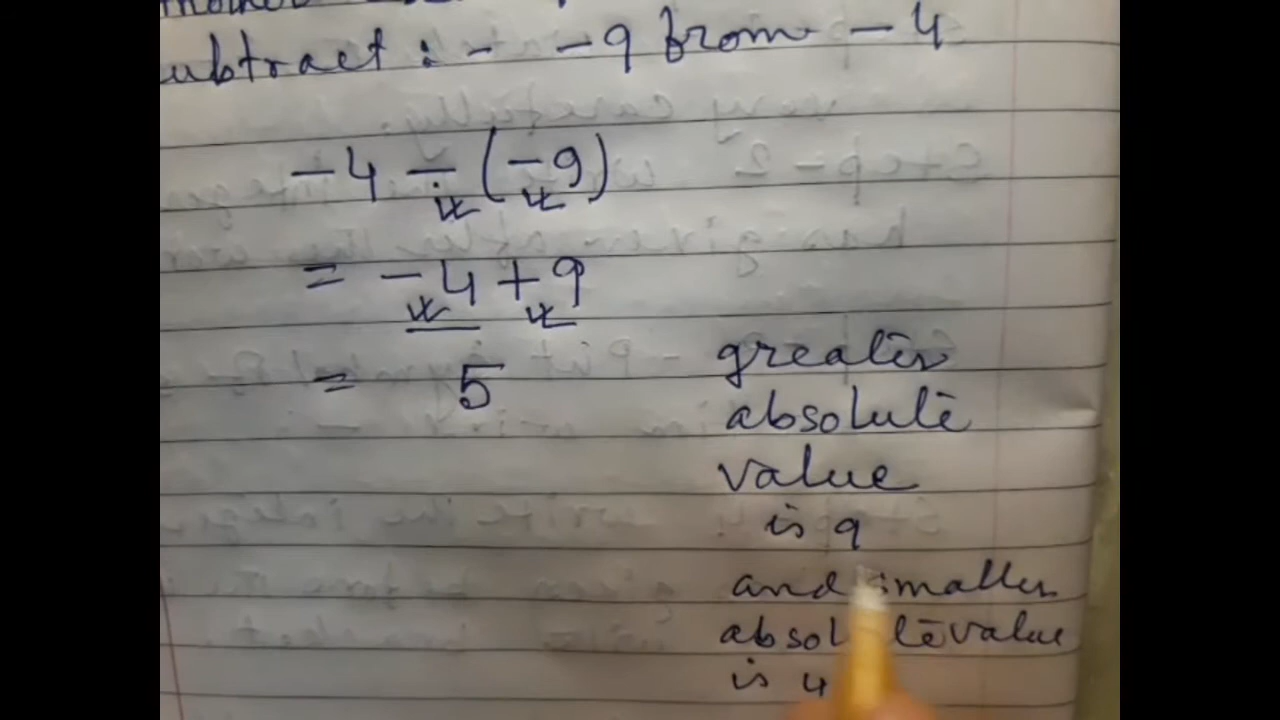 subtract :- -9 from -4
-4 - (-9)
= -4 + 9
= 5
greater
absolute
value
is 9
and smaller
absolute value
is 4